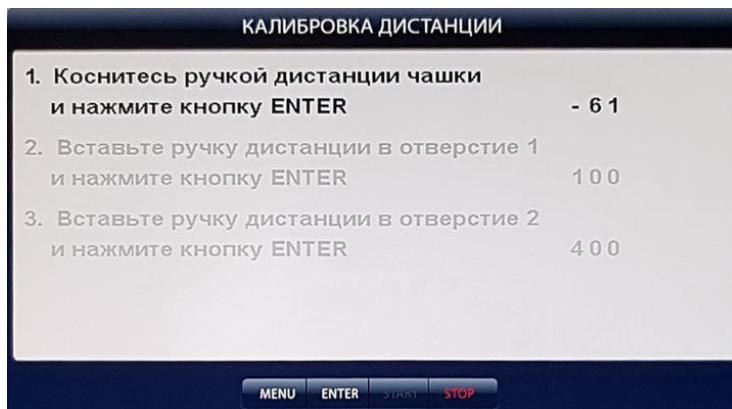 КАЛИБРОВКА ДИСТАНЦИИ
1. Коснитесь ручкой дистанции чашки
и нажмите кнопку ENTER - 61
2. Вставьте ручку дистанции в отверстие 1
и нажмите кнопку ENTER 100
3. Вставьте ручку дистанции в отверстие 2
и нажмите кнопку ENTER 400
MENU ENTER START STOP